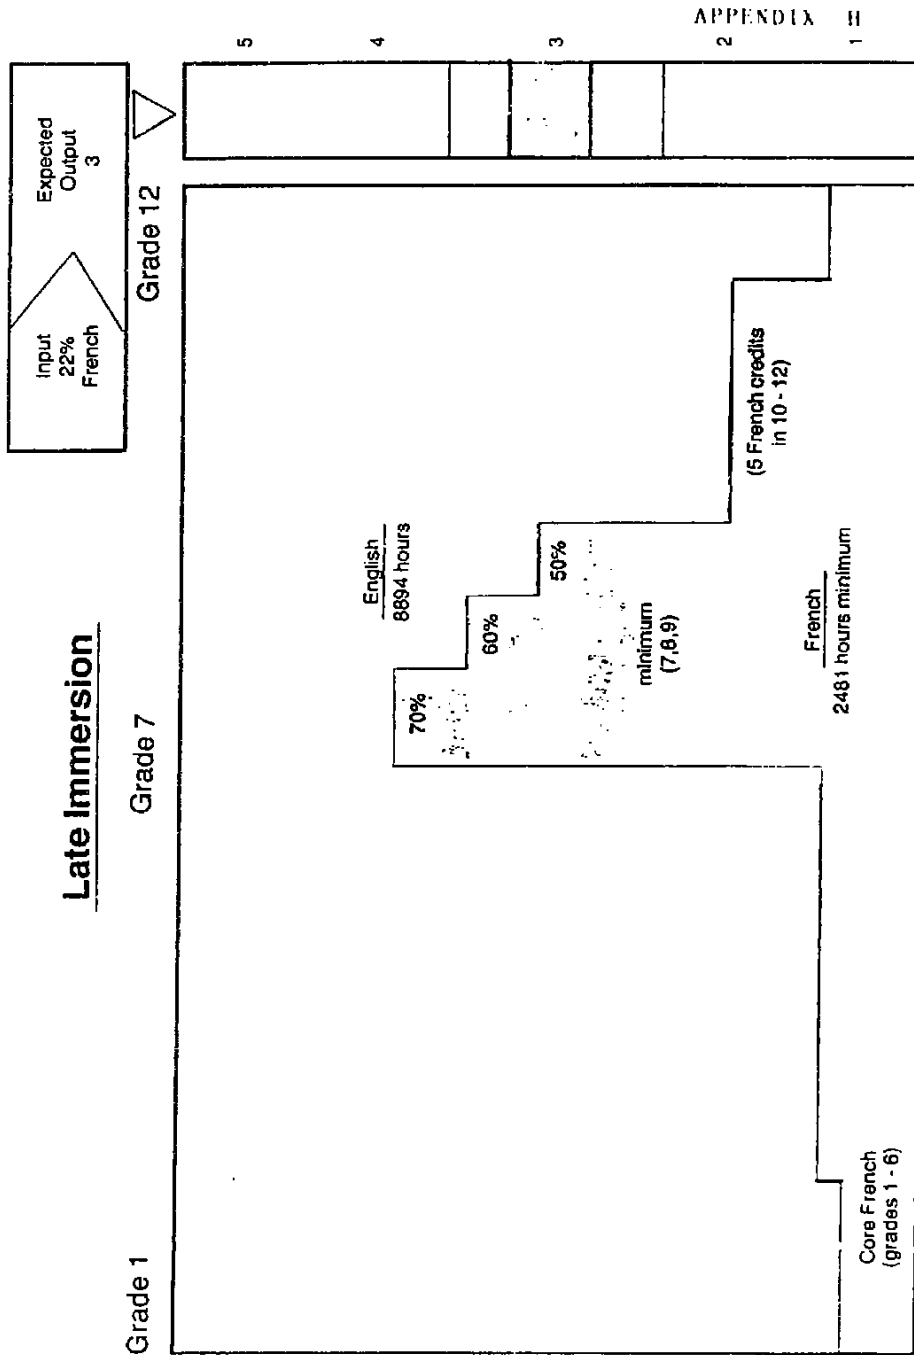 APPENDIX H
Late Immersion
Input
22%
French
Expected
Output
3
Grade 1
Grade 7
Grade 12
5
4
3
2
1
English
8894 hours
70%
60%
50%
minimum
(7,8,9)
(5 French credits
in 10 - 12)
French
2481 hours minimum
Core French
(grades 1 - 6)